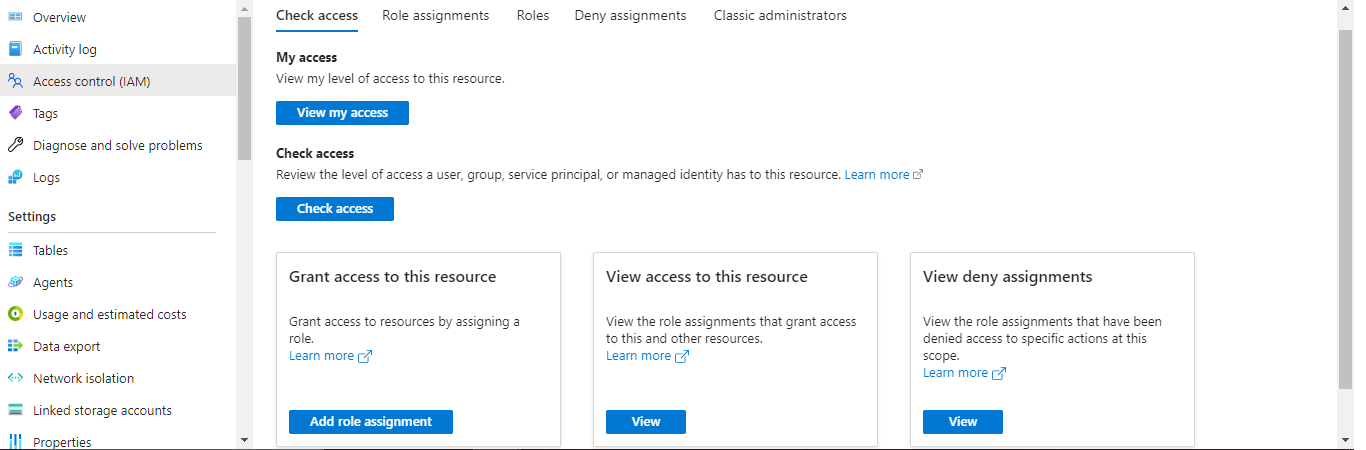 Overview
Activity log
Access control (IAM)
Tags
Diagnose and solve problems
Logs
Settings
Tables
Agents
Usage and estimated costs
Data export
Network isolation
Linked storage accounts
Properties
Check access Role assignments Roles Deny assignments Classic administrators
My access
View my level of access to this resource.
View my access
Check access
Review the level of access a user, group, service principal, or managed identity has to this resource. Learn more
Check access
Grant access to this resource
Grant access to resources by assigning a
role.
Learn more
Add role assignment
View access to this resource
View the role assignments that grant access
to this and other resources.
Learn more
View
View deny assignments
View the role assignments that have been
denied access to specific actions at this
scope.
Learn more
View